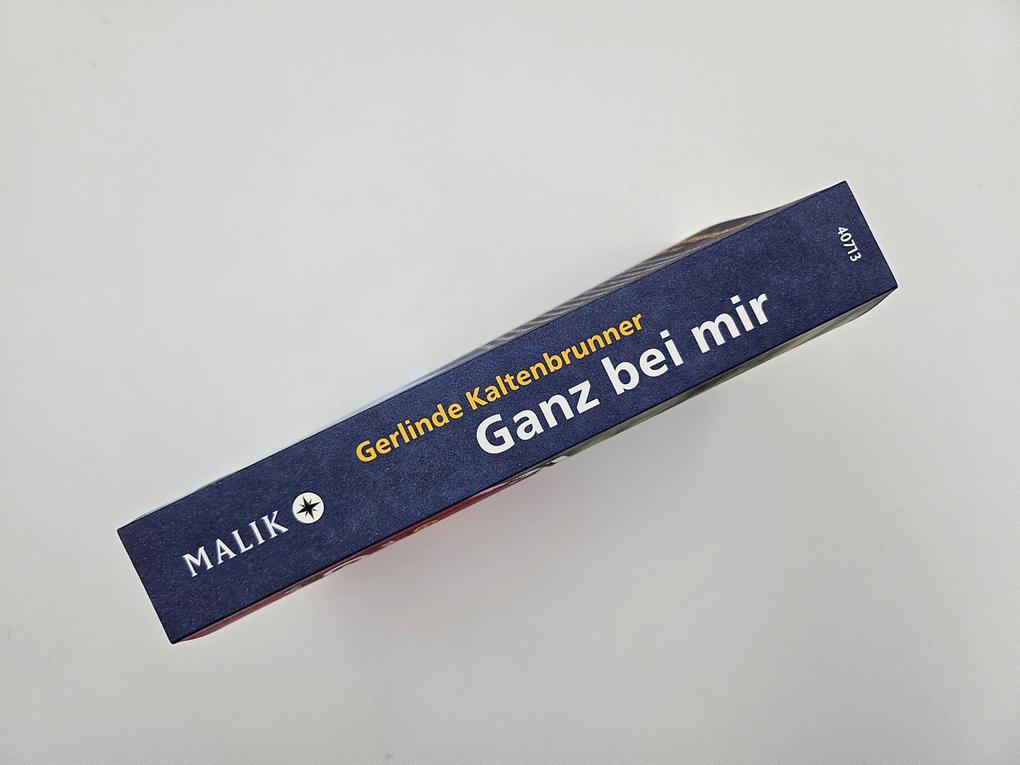 MALIK
Gerlinde Kaltenbrunner
Ganz bei mir
40713